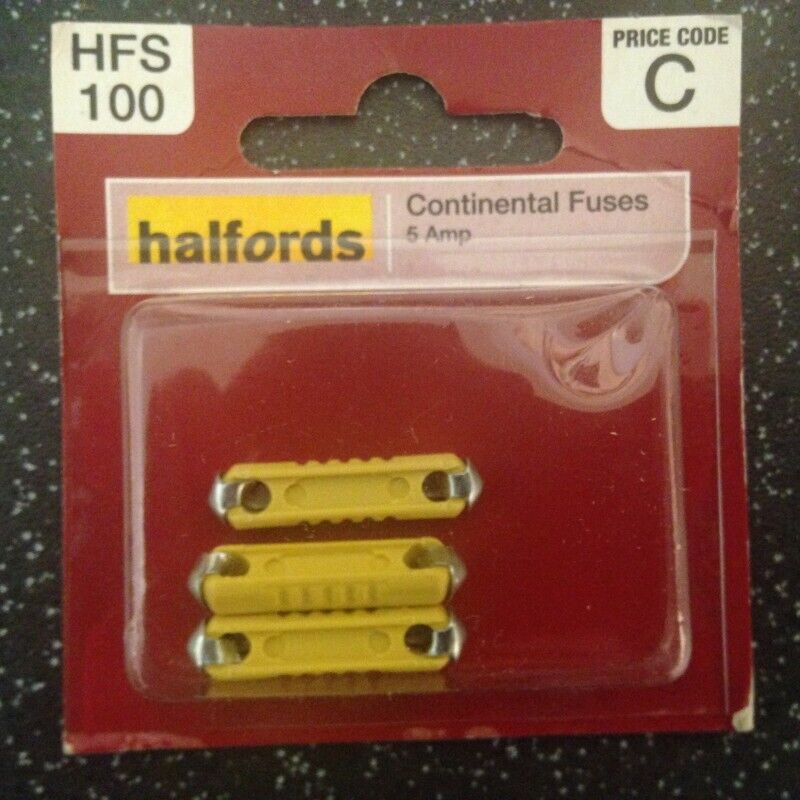 HFS
100
PRICE CODE
C
halfords
Continental Fuses
5 Amp